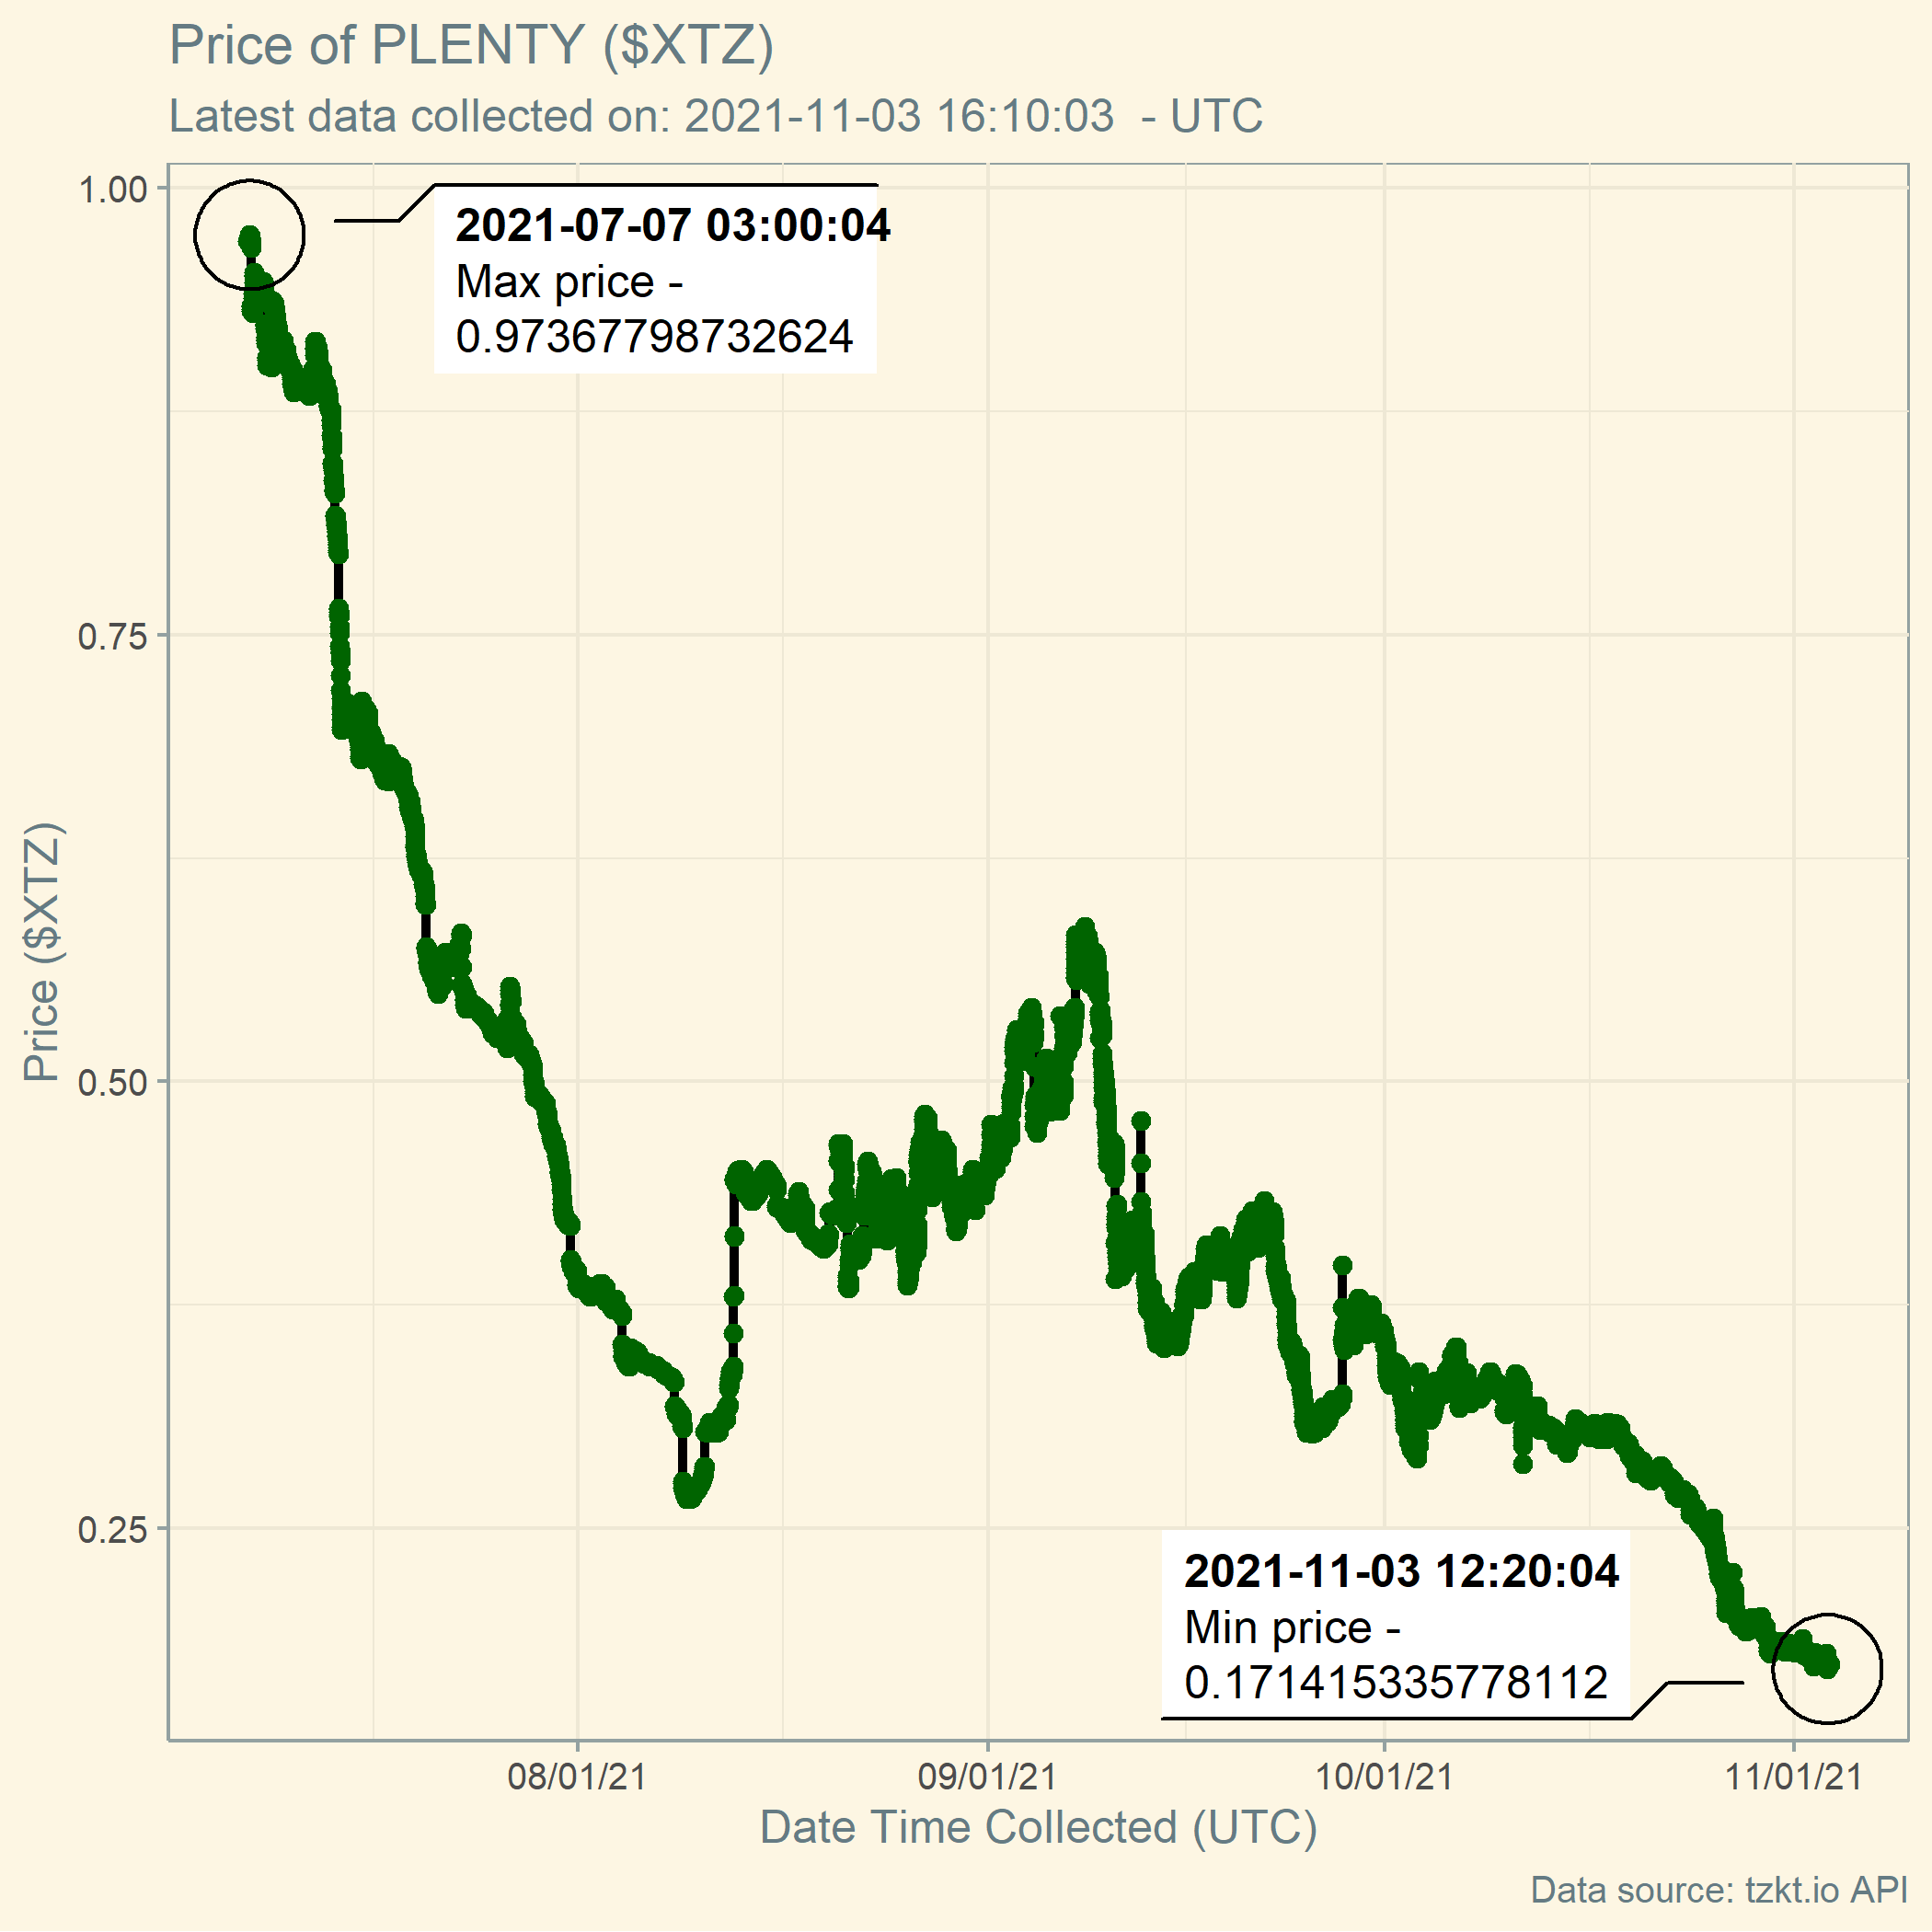 Price of PLENTY ($XTZ)
Latest data collected on: 2021-11-03 16:10:03  - UTC
1.00
0.75
0.50
0.25
Price ($XTZ)
2021-07-07 03:00:04
Max price -
0.97367798732624
2021-11-03 12:20:04
Min price -
0.171415335778112
08/01/21
09/01/21
10/01/21
11/01/21
Date Time Collected (UTC)
Data source: tzkt.io API